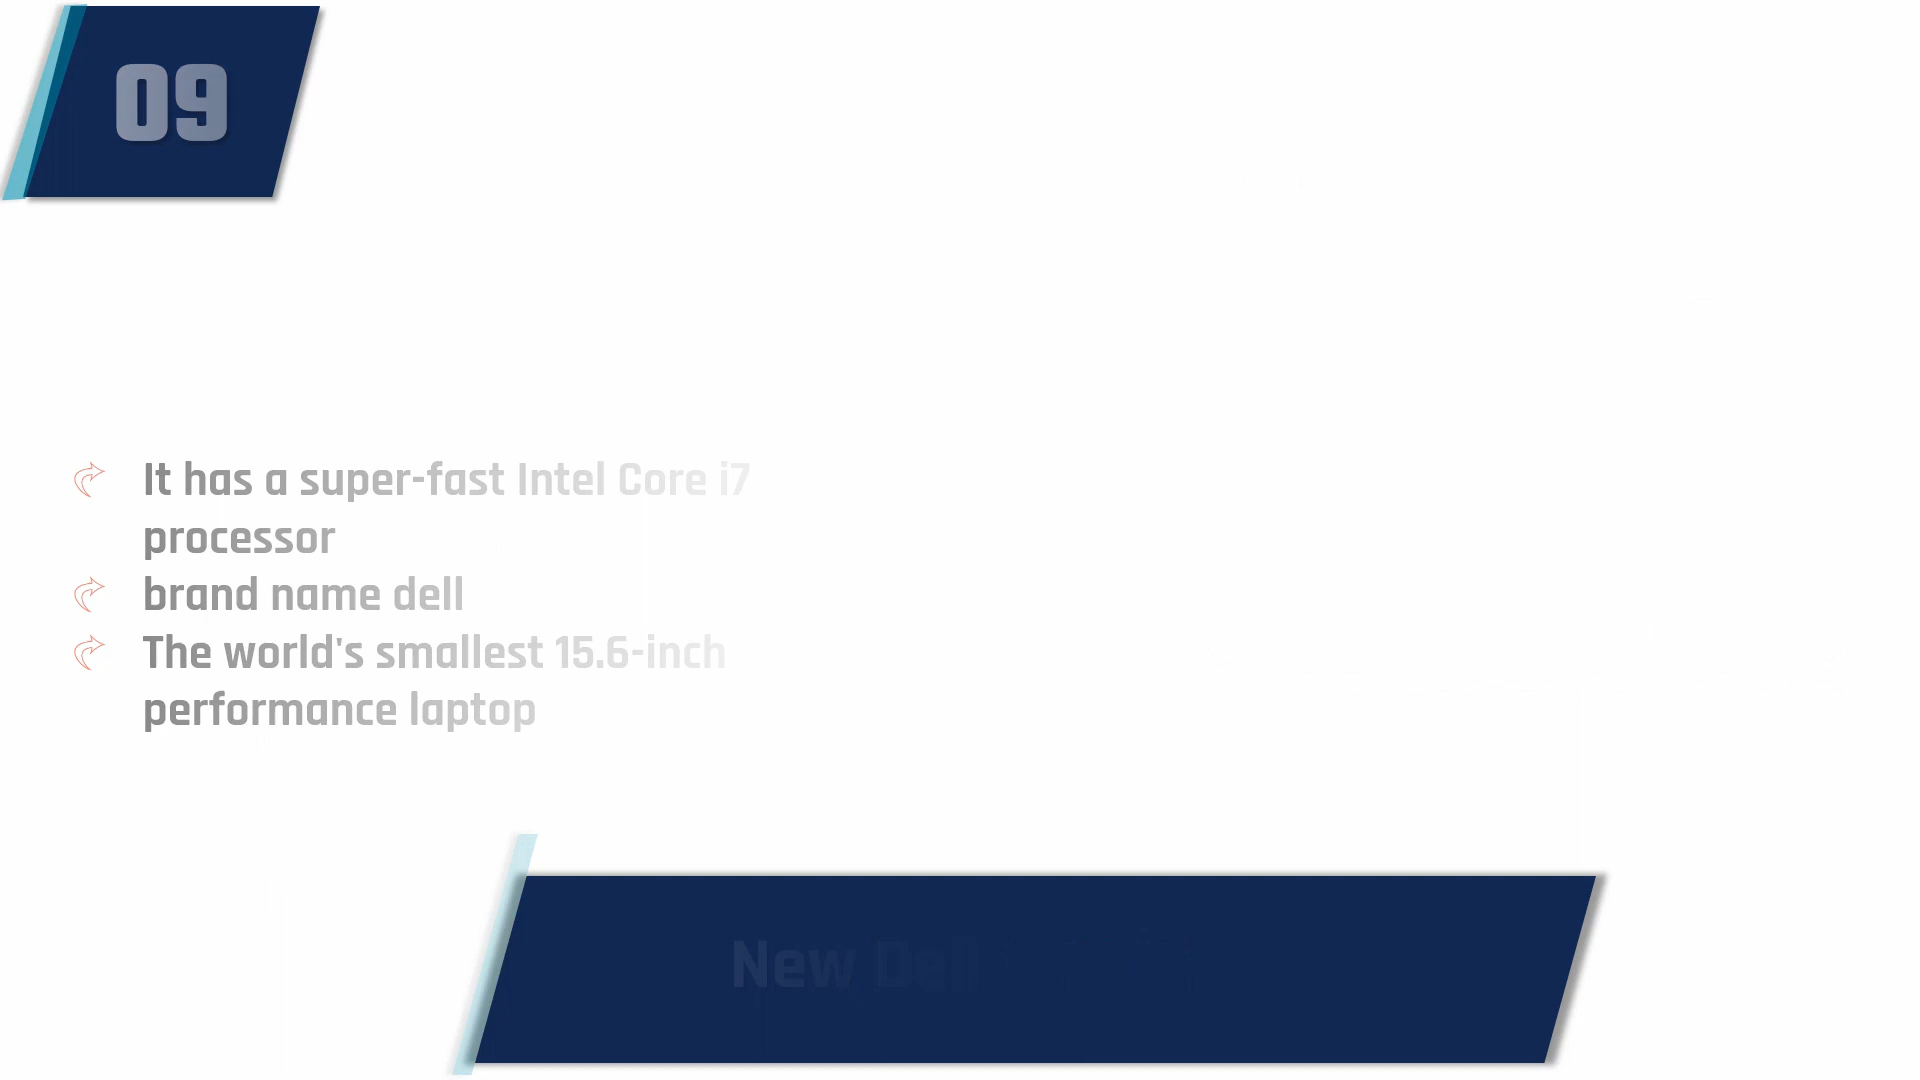 09
It has a super-fast Intel Core i7
processor
brand name dell
The world's smallest 15.6-inch
performance laptop
New Dell